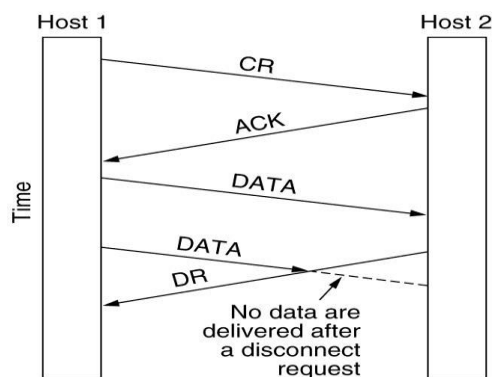 Host 1
Host 2
CR
ACK
DATA
Time
DATA
DR
No data are
delivered after
a disconnect
request